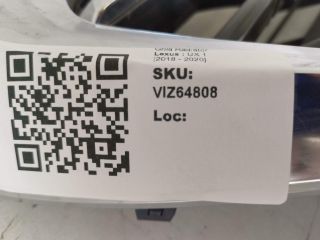 Grille Radiator
Lexus : UX 1
[2018 - 2020]
SKU:
VIZ64808
Loc: